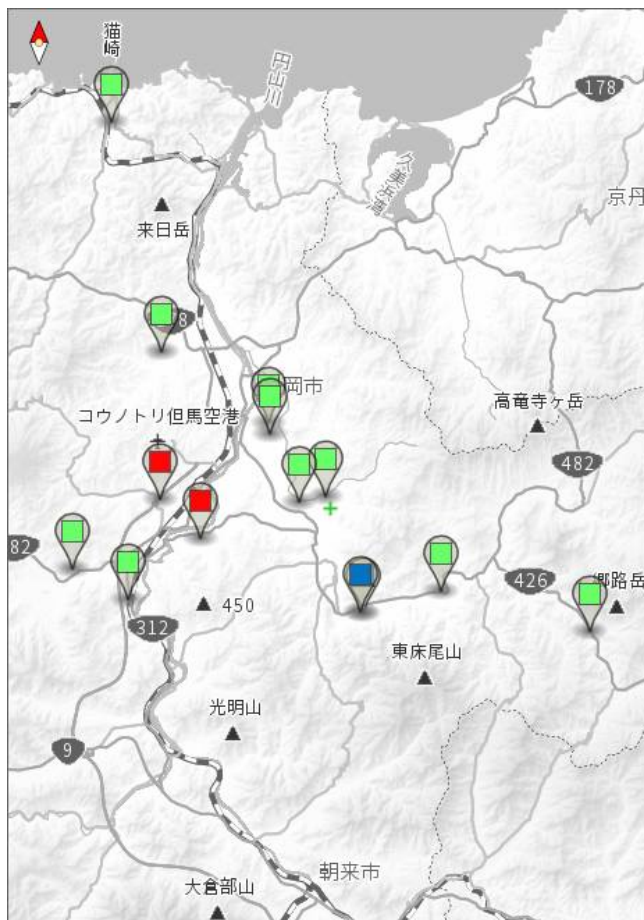 猫崎
円山川
178
久美浜湾
京丹
来日岳
岡市
コウノトリ但馬空港
高竜寺ヶ岳
482
82
426
郷路岳
450
312
東床尾山
光明山
9
朝来市
大倉部山